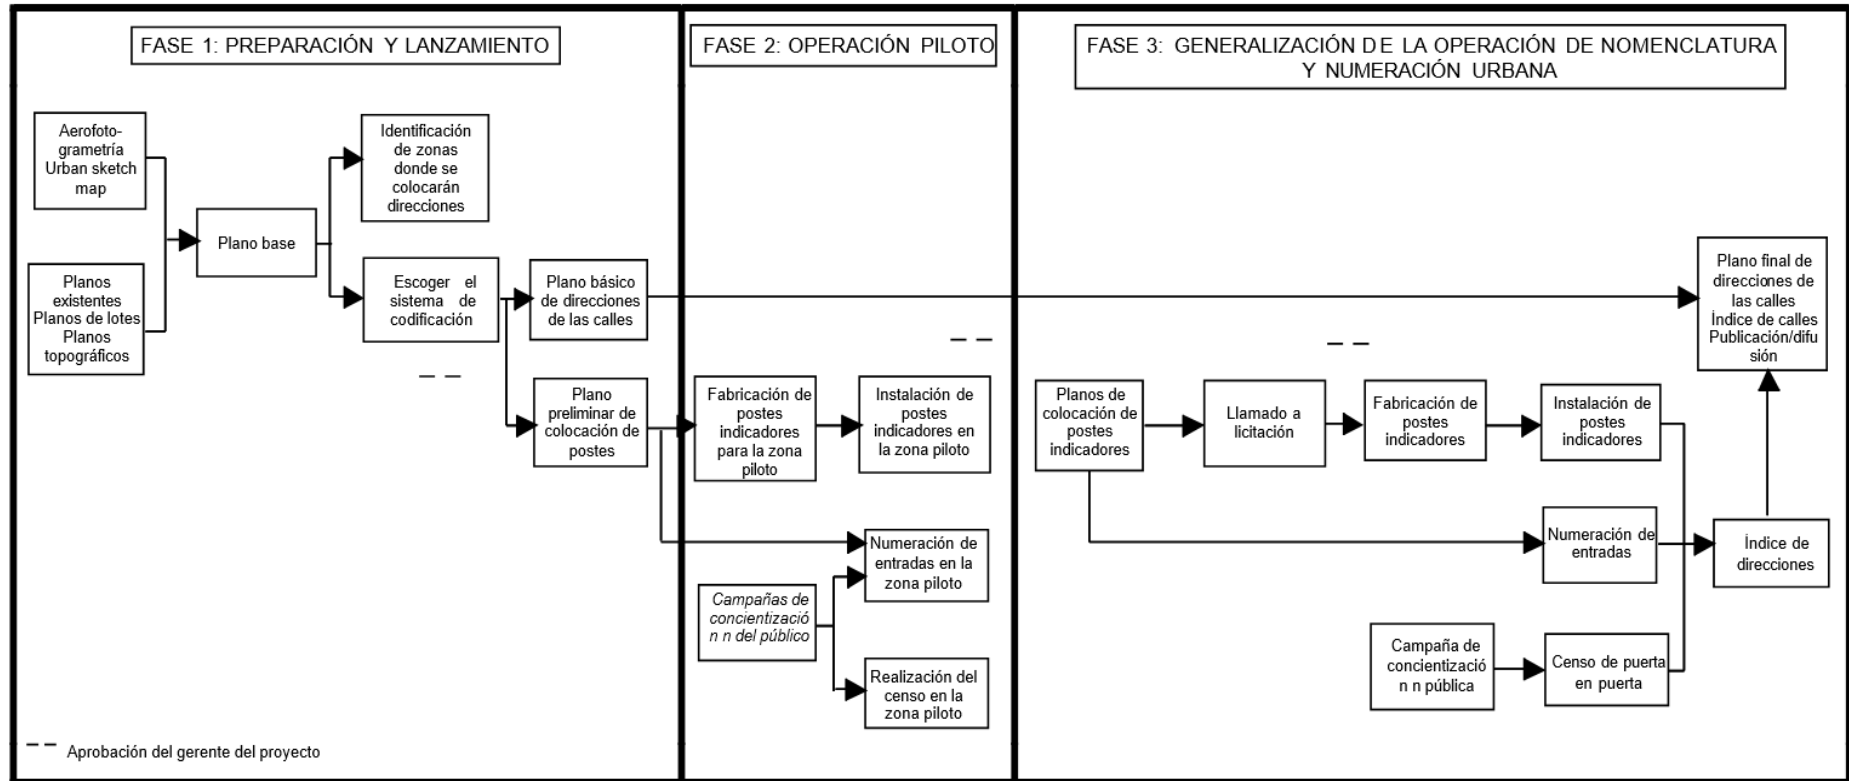 FASE 1: PREPARACIÓN Y LANZAMIENTO
Aerofoto-
grametría
Urban sketch
map
Planos
existentes
Planos de lotes
Planos
topográficos
Plano base
Identificación
de zonas
donde se
colocarán
direcciones
Escoger el
sistema de
codificación
Plano básico
de direcciones
de las calles
Plano
preliminar de
colocación de
postes
— — Aprobación del gerente del proyecto
FASE 2: OPERACIÓN PILOTO
Fabricación de
postes
indicadores
para la zona
piloto
Instalación de
postes
indicadores en
la zona piloto
Numeración de
entradas en la
zona piloto
Campañas de
concientizació
n n del público
Realización del
censo en la
zona piloto
FASE 3: GENERALIZACIÓN D E LA OPERACIÓN DE NOMENCLATURA
Y NUMERACIÓN URBANA
Plano final de
direcciones de
las calles
Índice de calles
Publicación/difu
sión
Planos de
colocación de
postes
indicadores
Llamado a
licitación
Fabricación de
postes
indicadores
Instalación de
postes
indicadores
Numeración de
entradas
Índice de
direcciones
Campaña de
concientizació
n n pública
Censo de puerta
en puerta